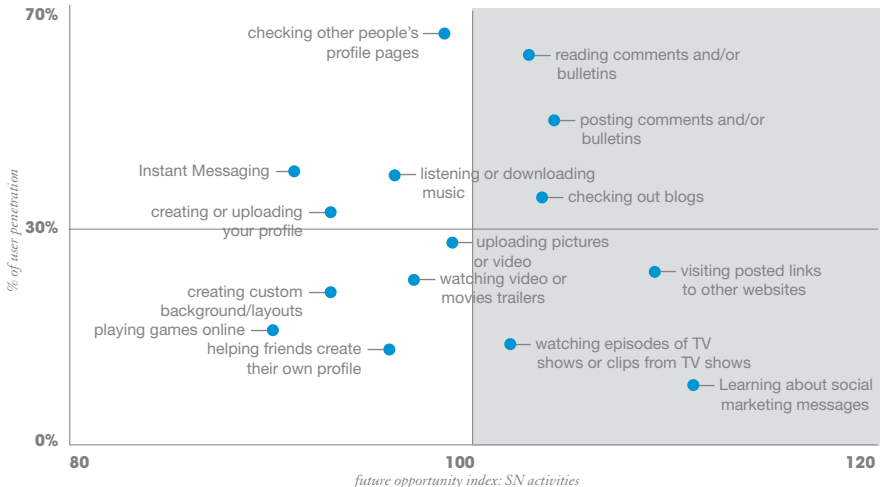 70%
checking other people's
profile pages
reading comments and/or
bulletins
posting comments and/or
bulletins
Instant Messaging
listening or downloading
music
checking out blogs
creating or uploading
your profile
% of user penetration
30%
uploading pictures
or video
visiting posted links
to other websites
watching video or
movies trailers
creating custom
background/layouts
playing games online
helping friends create
their own profile
watching episodes of TV
shows or clips from TV shows
Learning about social
marketing messages
0%
80
100
120
future opportunity index: SN activities